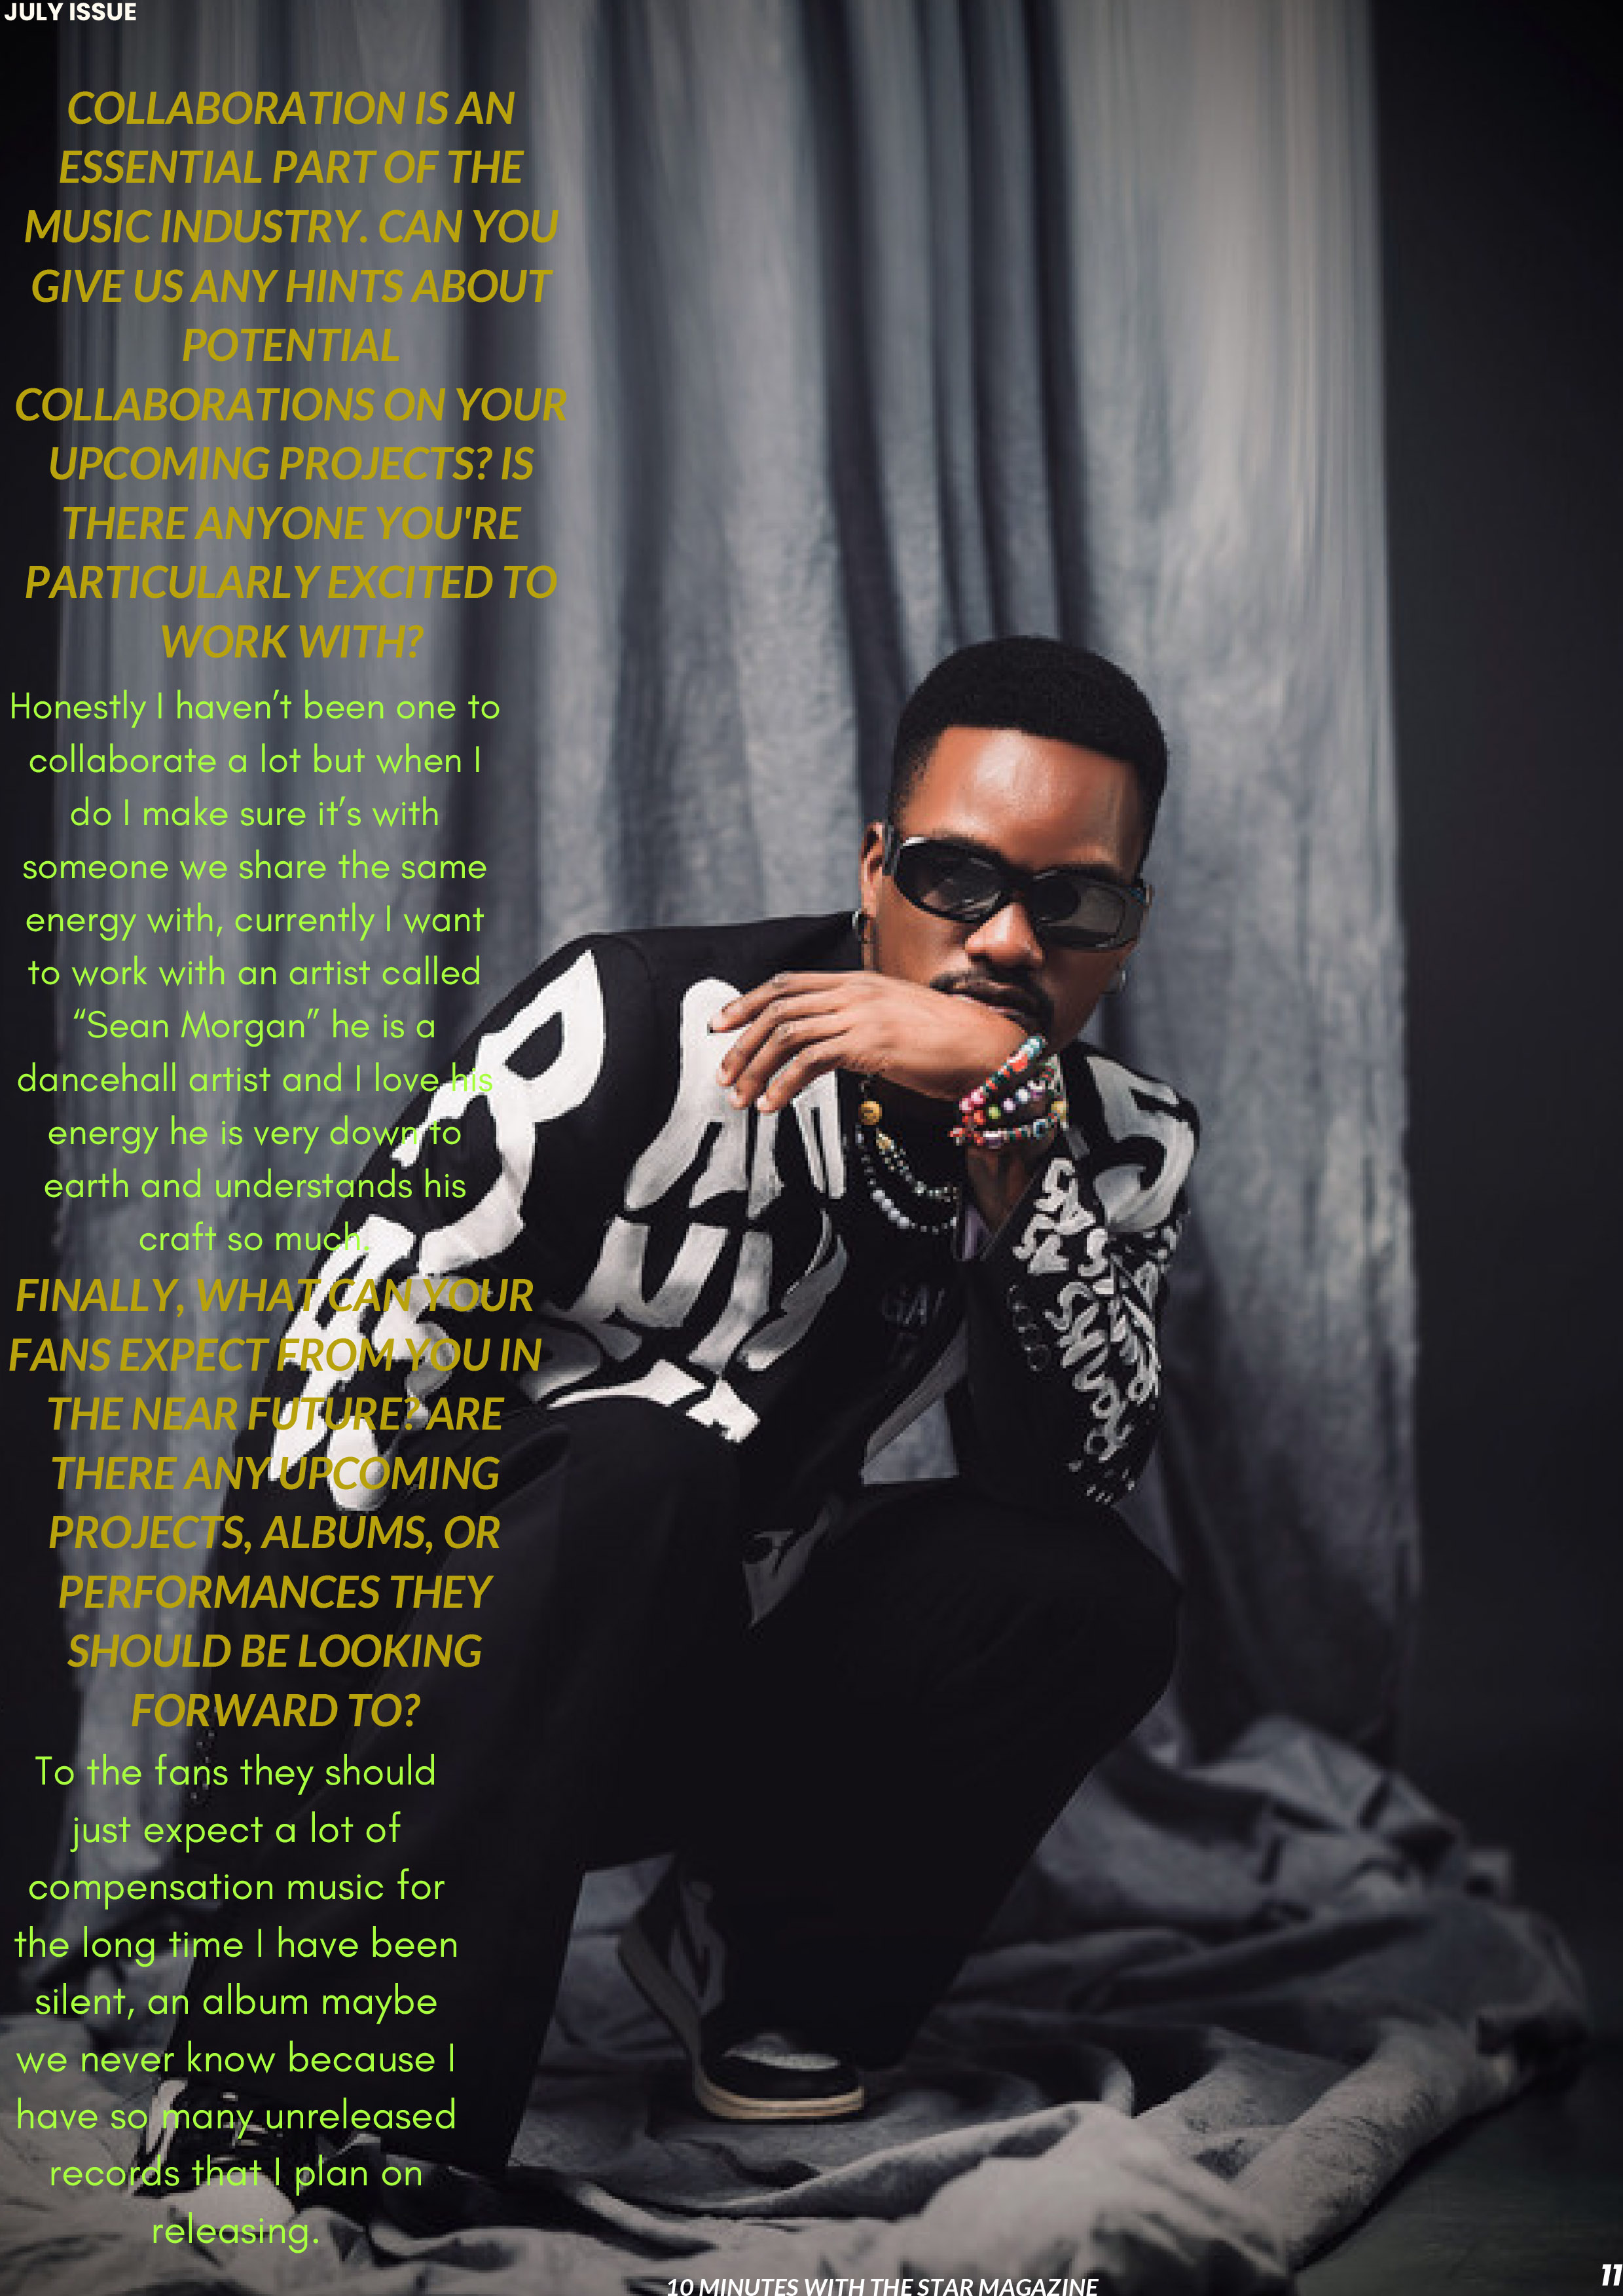 JULY ISSUE
COLLABORATION IS AN
ESSENTIAL PART OF THE
MUSIC INDUSTRY. CAN YOU
GIVE US ANY HINTS ABOUT
POTENTIAL
COLLABORATIONS ON YOUR
UPCOMING PROJECTS? IS
THERE ANYONE YOU'RE
PARTICULARLY EXCITED TO
WORK WITH?
Honestly I haven’t been one to
collaborate a lot but when I
do I make sure it’s with
someone we share the same
energy with, currently I want
to work with an artist called
“Sean Morgan” he is a
dancehall artist and I love his
energy he is very down to
earth and understands his
craft so much.
FINALLY, WHAT CAN YOUR
FANS EXPECT FROM YOU IN
THE NEAR FUTURE? ARE
THERE ANY UPCOMING
PROJECTS, ALBUMS, OR
PERFORMANCES THEY
SHOULD BE LOOKING
FORWARD TO?
To the fans they should
just expect a lot of
compensation music for
the long time I have been
silent, an album maybe
we never know because I
have so many unreleased
records that I plan on
releasing.
10 MINUTES WITH THE STAR MAGAZINE